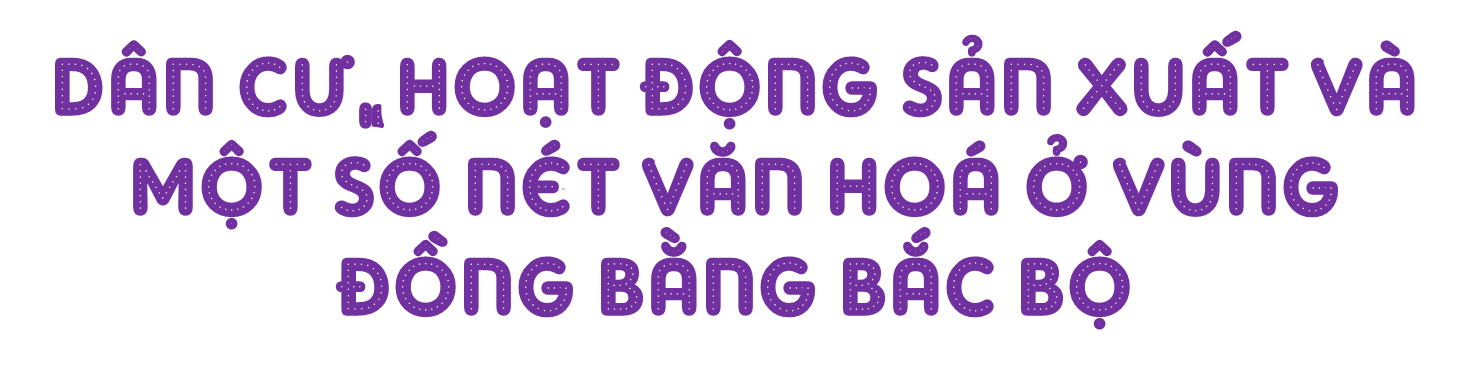 DÂN CƯ, HOẠT ĐỘNG SẢN XUẤT VÀ
MỘT SỐ NÉT VĂN HOÁ Ở VÙNG
ĐỒNG BẰNG BẮC BỘ